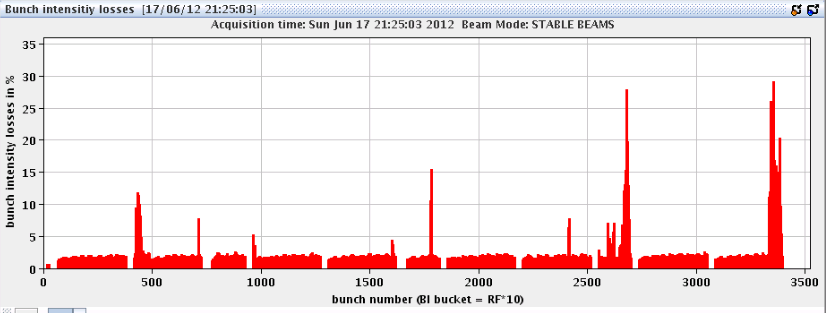 Bunch intensitiy losses [17/06/12 21:25:03]
Acquisition time: Sun Jun 17 21:25:03 2012 Beam Mode: STABLE BEAMS
bunch intensity losses in %
35
30
25
20
15
10
5
0
0 500 1000 1500 2000 2500 3000 3500
bunch number (BI bucket = RF*10)